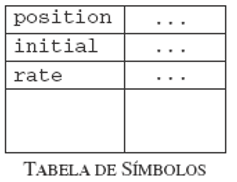 position ...
initial ...
rate ...
TABELA DE SÍMBOLOS